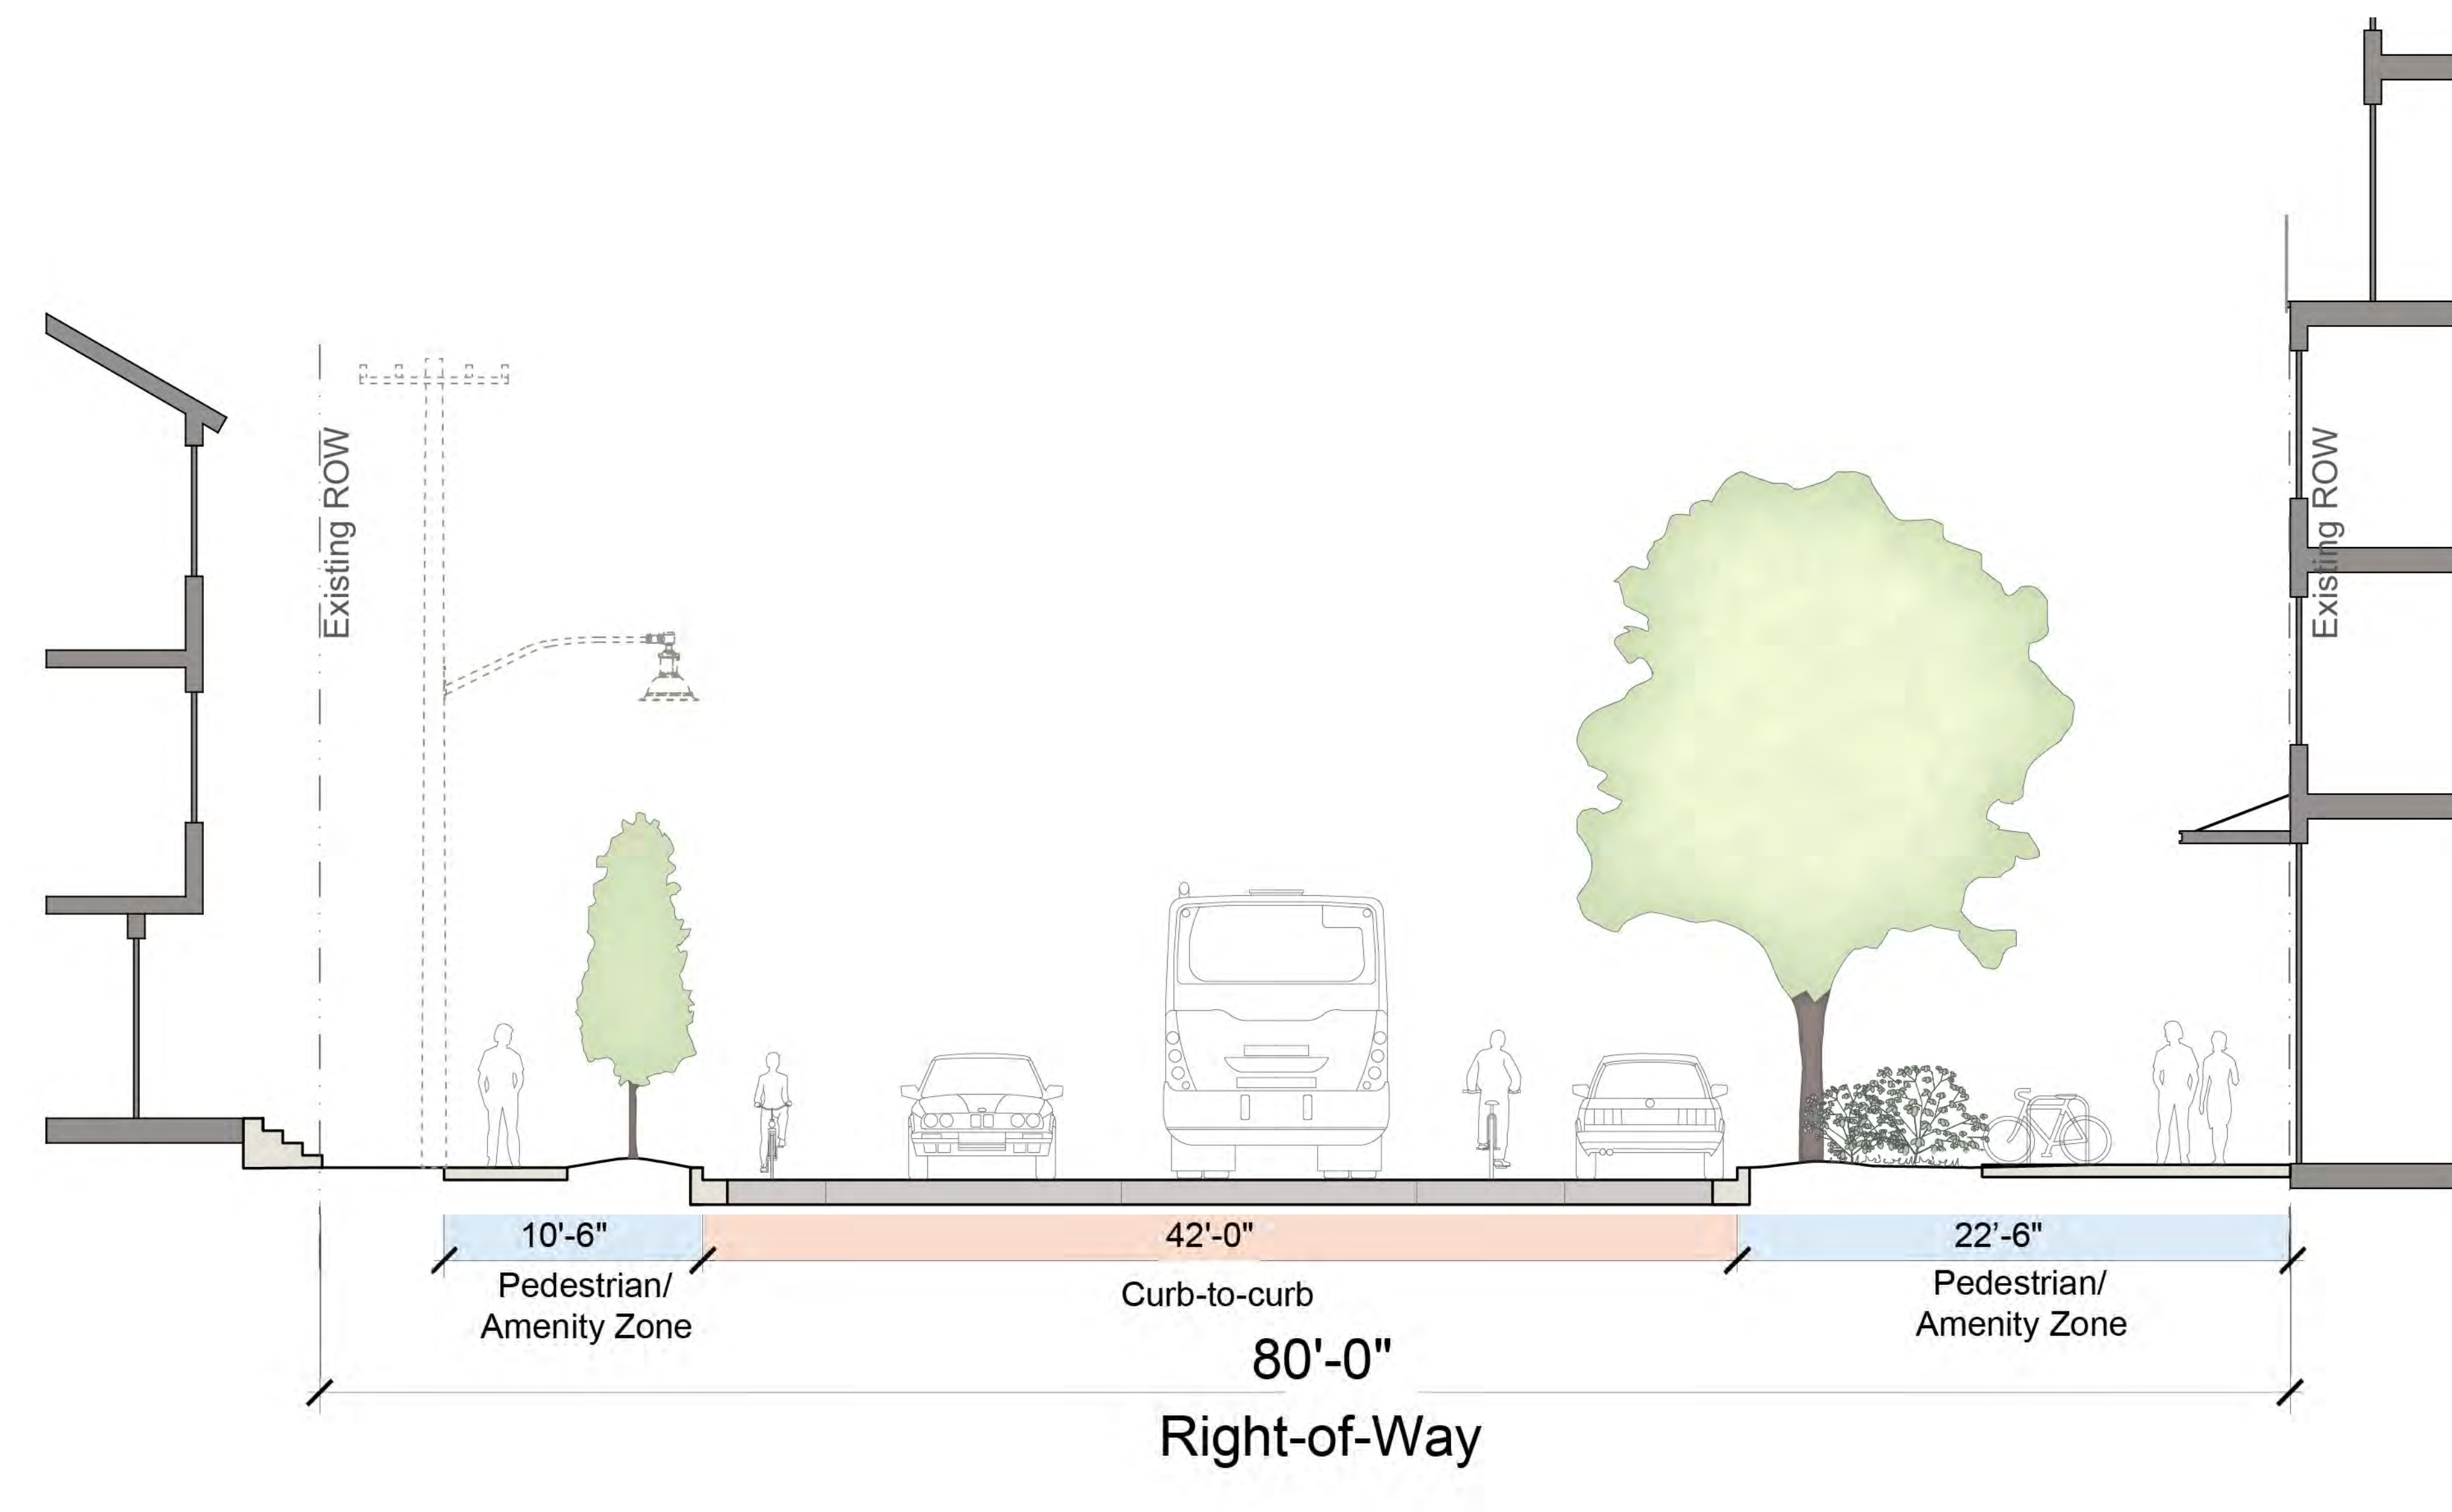 Existing ROW
Existing ROW
10'-6"
42'-0"
22’-6"
Pedestrian/
Amenity Zone
Curb-to-curb
Pedestrian/
Amenity Zone
80'-0"
Right-of-Way